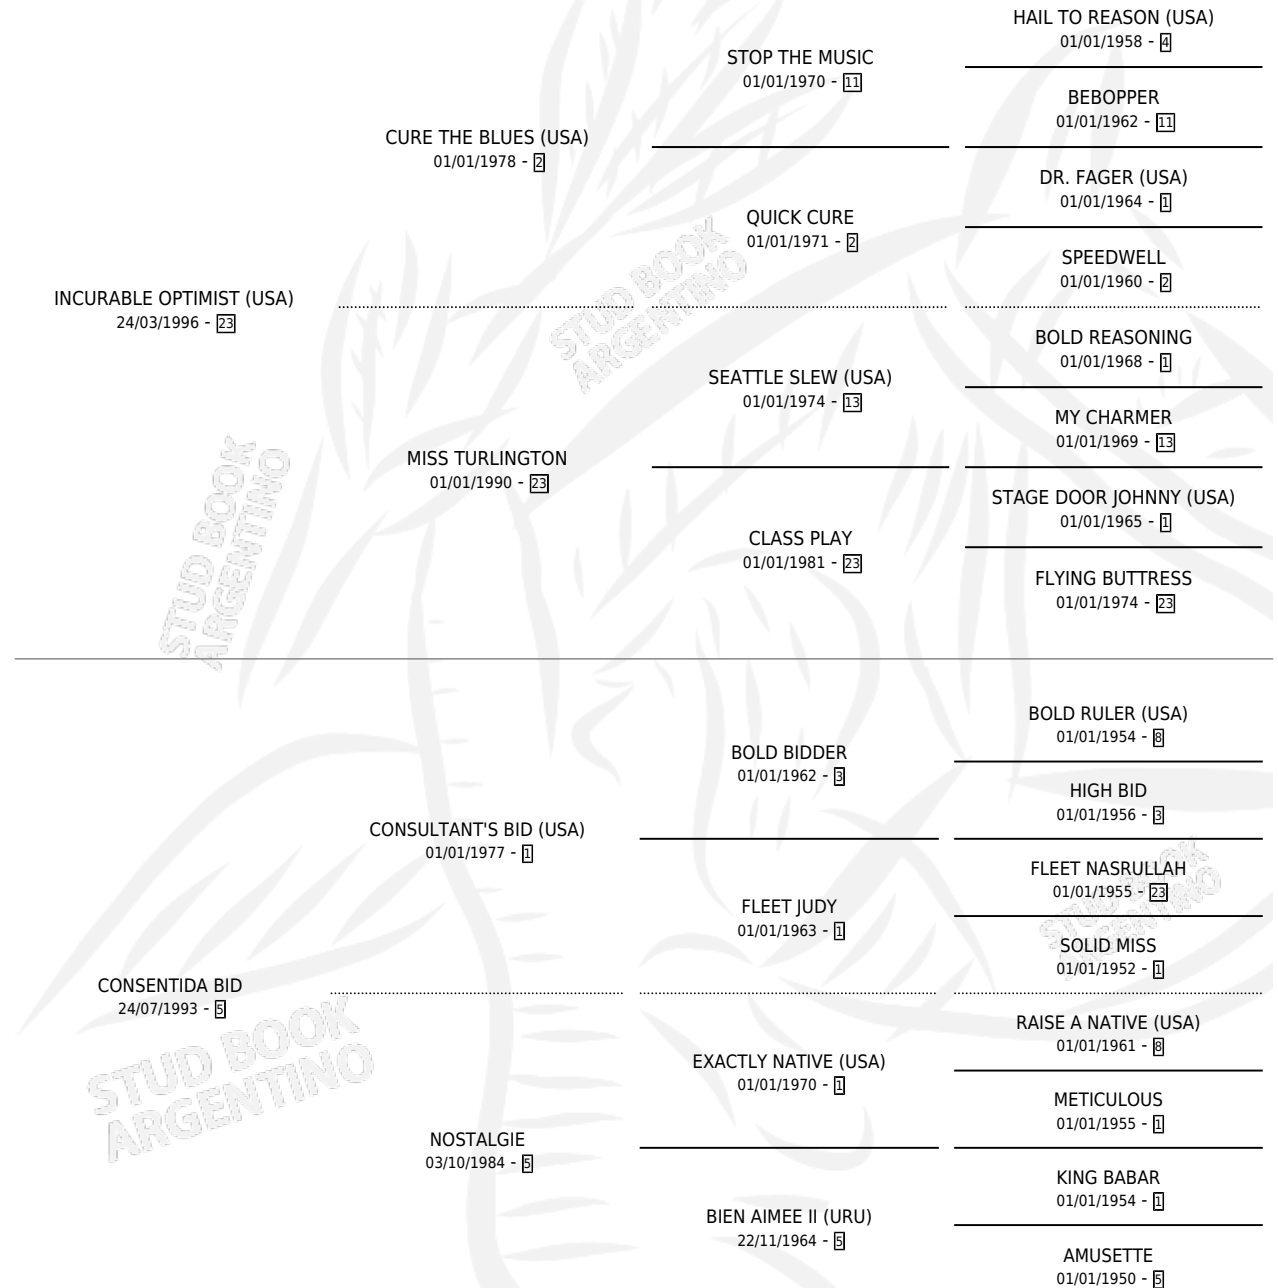 HAIL TO REASON (USA)
01/01/1958 - 4
STOP THE MUSIC
01/01/1970 - 11
BEBOPPER
01/01/1962 - 11
CURE THE BLUES (USA)
01/01/1978 - 2
DR. FAGER (USA)
01/01/1964 - 1
QUICK CURE
01/01/1971 - 2
SPEEDWELL
01/01/1960 - 2
INCURABLE OPTIMIST (USA)
24/03/1996 - 23
BOLD REASONING
01/01/1968 - 1
SEATTLE SLEW (USA)
01/01/1974 - 13
MY CHARMER
01/01/1969 - 13
MISS TURLINGTON
01/01/1990 - 23
STAGE DOOR JOHNNY (USA)
01/01/1965 - 1
CLASS PLAY
01/01/1981 - 23
FLYING BUTTRESS
01/01/1974 - 23
BOLD RULER (USA)
01/01/1954 - 8
BOLD BIDDER
01/01/1962 - 3
HIGH BID
01/01/1956 - 3
CONSULTANT'S BID (USA)
01/01/1977 - 1
FLEET NASRULLAH
01/01/1955 - 23
FLEET JUDY
01/01/1963 - 1
SOLID MISS
01/01/1952 - 1
CONSENTIDA BID
24/07/1993 - 5
RAISE A NATIVE (USA)
01/01/1961 - 8
EXACTLY NATIVE (USA)
01/01/1970 - 1
METICULOUS
01/01/1955 - 1
NOSTALGIE
03/10/1984 - 5
KING BABAR
01/01/1954 - 1
BIEN AIMEE II (URU)
22/11/1964 - 5
AMUSETTE
01/01/1950 - 5
STUD BOOK
ARGENTINO
STUD BOOK
ARGENTINO
STUD BOOK
ARGENTINO
STUD BOOK
ARGENTINO